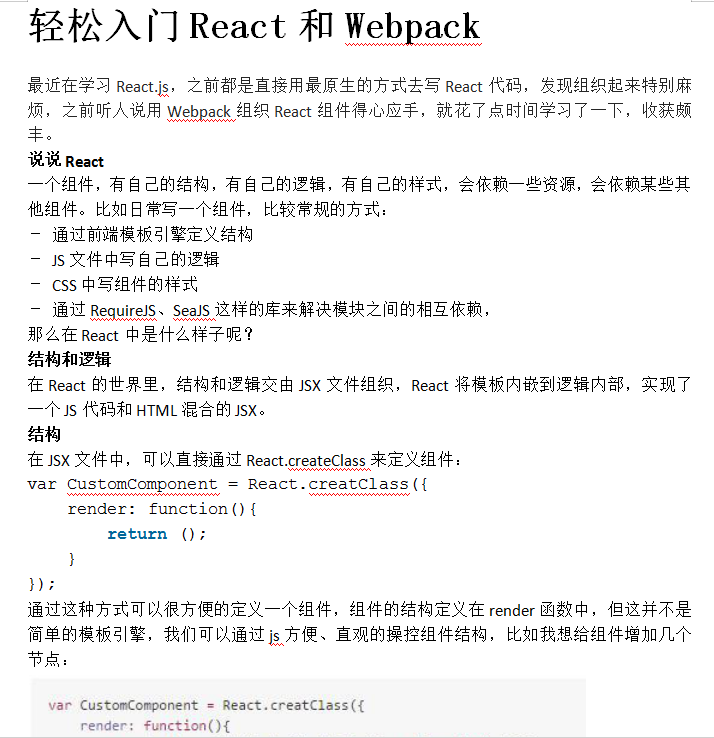 轻松入门 React 和 Webpack
最近在学习 React.js，之前都是直接用最原生的方式去写 React 代码，发现组织起来特别麻
烦，之前听人说用 Webpack 组织 React 组件得心应手，就花了点时间学习了一下，收获颇
丰。
说说 React
一个组件，有自己的结构，有自己的逻辑，有自己的样式，会依赖一些资源，会依赖某些其
他组件。比如日常写一个组件，比较常规的方式：
— 通过前端模板引擎定义结构
— JS 文件中写自己的逻辑
— CSS 中写组件的样式
— 通过 RequireJS、SeaJS 这样的库来解决模块之间的相互依赖，
那么在 React 中是什么样子呢？
结构和逻辑
在 React 的世界里，结构和逻辑交由 JSX 文件组织，React 将模板内嵌到逻辑内部，实现了
一个 JS 代码和 HTML 混合的 JSX。
结构
在 JSX 文件中，可以直接通过 React.createClass 来定义组件：
var CustomComponent = React.creatClass({
    render: function(){
        return ();
    }
});
通过这种方式可以很方便的定义一个组件，组件的结构定义在 render 函数中，但这并不是
简单的模板引擎，我们可以通过 js 方便、直观的操控组件结构，比如我想给组件增加几个
节点：
var CustomComponent = React.creatClass({
    render: function(){